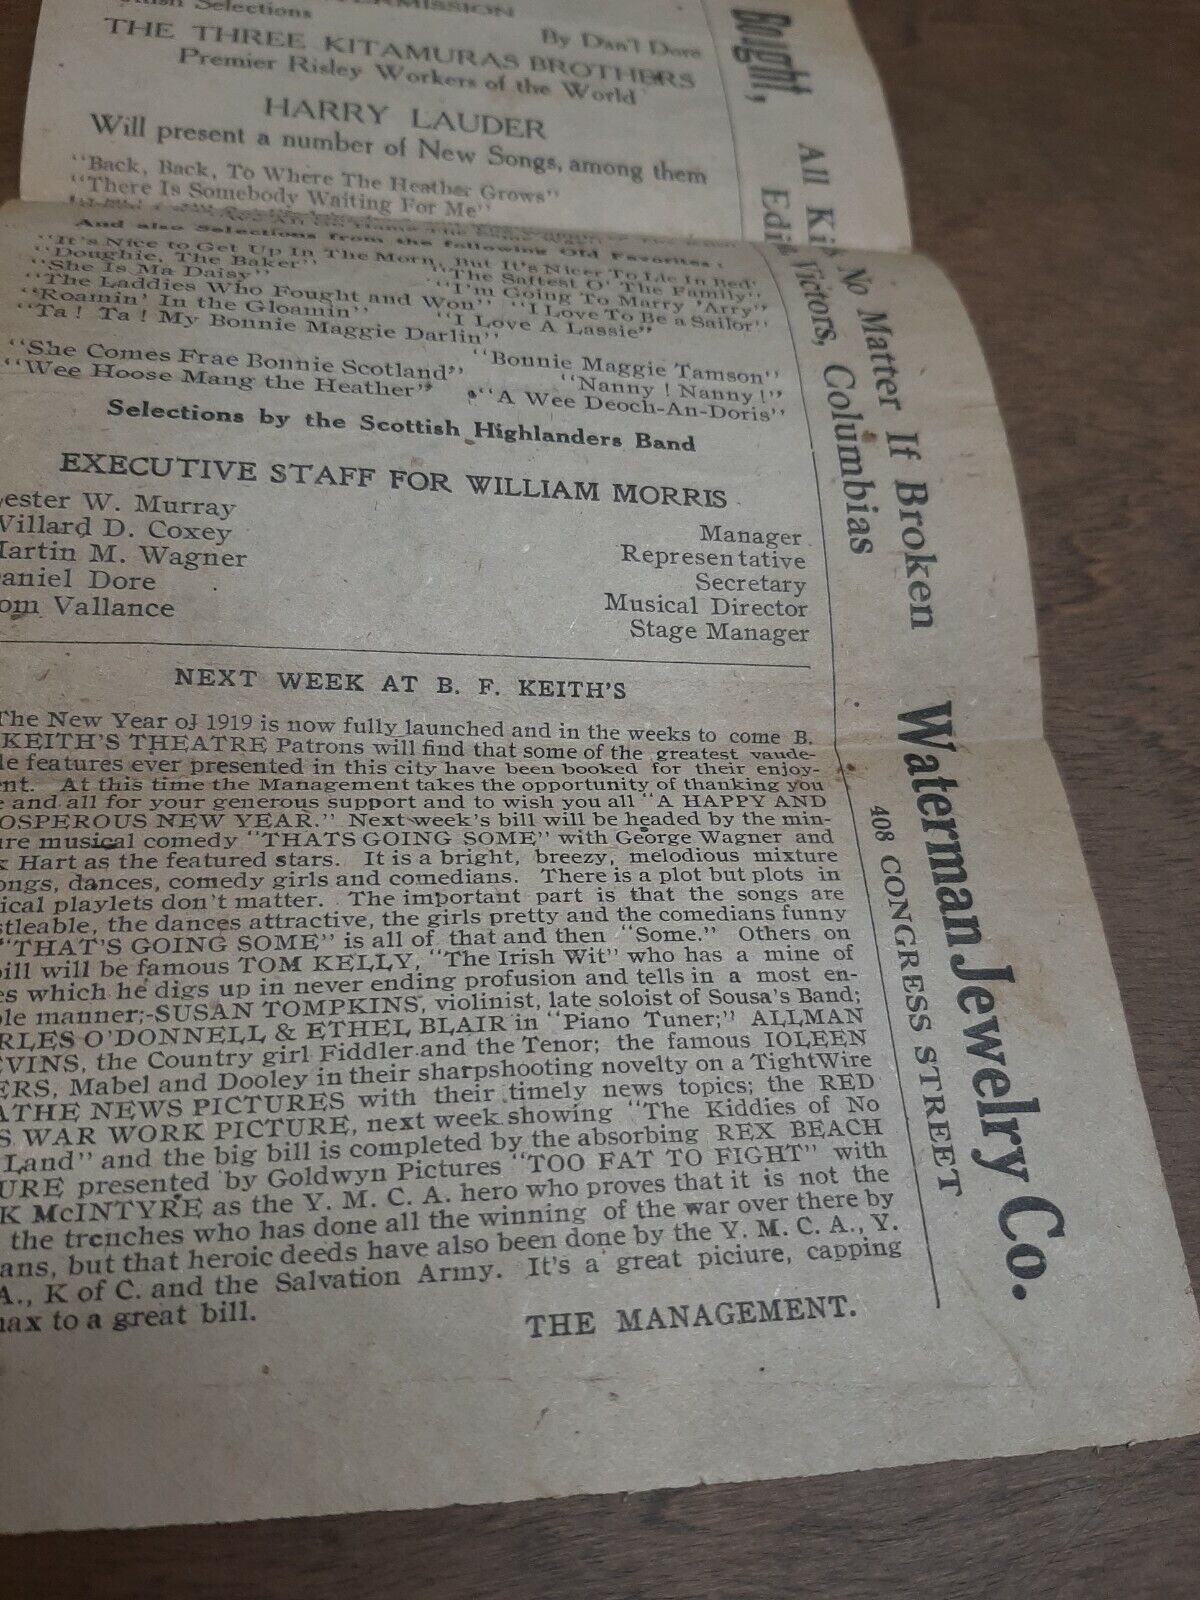 INTERMISSION
Selections By Dan'l Dore
THE THREE KITAMURAS BROTHERS
Premier Risley Workers of the World
HARRY LAUDER
Will present a number of New Songs, among them
"Back, Back, To Where The Heather Grows"
"There Is Somebody Waiting For Me"
And also Selections from the following Old Favorites:
"It's Nice to Get Up In The Morn, But It's Nicer To Lie In Bed'
"Doughie, The Baker" "The Saftest O' The Family"
"She Is Ma Daisy" "I'm Going To Marry 'Arry"
"The Laddies Who Fought and Won" "I Love To Be a Sailor"
"Roamin' In the Gloamin" "I Love A Lassie"
"Ta! Ta! My Bonnie Maggie Darlin"
"She Comes Frae Bonnie Scotland" "Bonnie Maggie Tamson"
"Wee Hoose Mang the Heather" "Nanny! Nanny!"
"A Wee Deoch-An-Doris"
Selections by the Scottish Highlanders Band
EXECUTIVE STAFF FOR WILLIAM MORRIS
ester W. Murray Manager
Willard D. Coxey Representative
artin M. Wagner Secretary
aniel Dore Musical Director
om Vallance Stage Manager
NEXT WEEK AT B. F. KEITH'S
The New Year of 1919 is now fully launched and in the weeks to come B.
KEITH'S THEATRE Patrons will find that some of the greatest vaude-
le features ever presented in this city have been booked for their enjoy-
ent. At this time the Management takes the opportunity of thanking you
e and all for your generous support and to wish you all "A HAPPY AND
OSPEROUS NEW YEAR." Next week's bill will be headed by the min-
ure musical comedy "THATS GOING SOME" with George Wagner and
k Hart as the featured stars. It is a bright, breezy, melodious mixture
ongs, dances, comedy girls and comedians. There is a plot but plots in
ical playlets don't matter. The important part is that the songs are
stleable, the dances attractive, the girls pretty and the comedians funny
"THAT'S GOING SOME" is all of that and then "Some." Others on
bill will be famous TOM KELLY, "The Irish Wit" who has a mine of
es which he digs up in never ending profusion and tells in a most en-
ble manner;-SUSAN TOMPKINS, violinist, late soloist of Sousa's Band;
RLES O'DONNELL & ETHEL BLAIR in "Piano Tuner;" ALLMAN
EVINS, the Country girl Fiddler and the Tenor; the famous IOLEEN
ERS, Mabel and Dooley in their sharpshooting novelty on a TightWire
ATHE NEWS PICTURES with their timely news topics; the RED
S WAR WORK PICTURE, next week showing "The Kiddies of No
Land" and the big bill is completed by the absorbing REX BEACH
URE presented by Goldwyn Pictures "TOO FAT TO FIGHT" with
K McINTYRE as the Y. M. C. A. hero who proves that it is not the
the trenches who has done all the winning of the war over there by
ans, but that heroic deeds have also been done by the Y. M. C. A., Y.
A., K of C. and the Salvation Army. It's a great piciure, capping
max to a great bill.
THE MANAGEMENT.
Bought, All Ki
No Matter If Broken
Edi
Victors, Columbias
Waterman Jewelry Co.
408 CONGRESS STREET